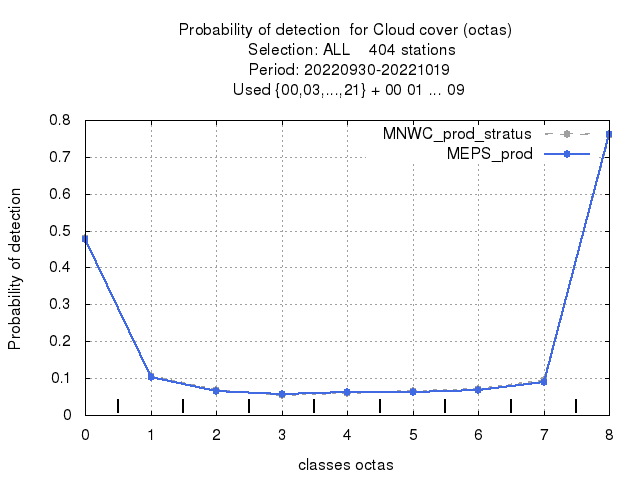 Probability of detection  for Cloud cover (octas)
Selection: ALL    404 stations
Period: 20220930-20221019
Used {00,03,...,21} + 00 01 ... 09
MNWC_prod_stratus
MEPS_prod
Probability of detection
0.8
0.7
0.6
0.5
0.4
0.3
0.2
0.1
0
0 1 2 3 4 5 6 7 8
classes octas